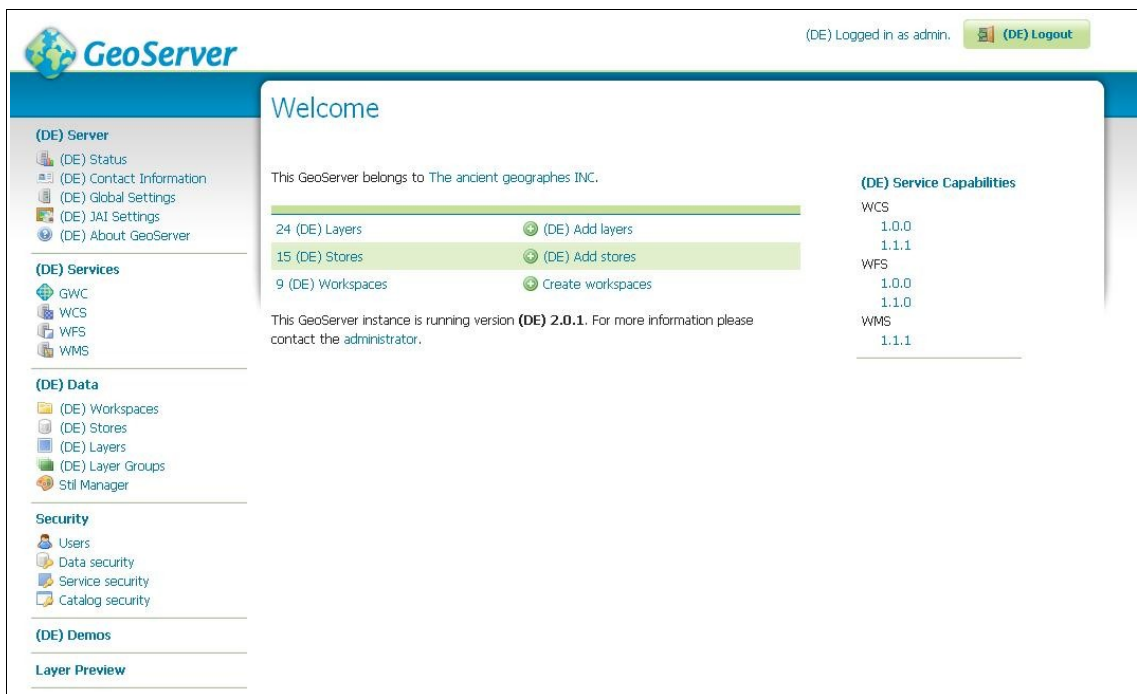 GeoServer
(DE) Logged in as admin.
(DE) Logout
(DE) Server
(DE) Status
(DE) Contact Information
(DE) Global Settings
(DE) JAI Settings
(DE) About GeoServer
(DE) Services
GWC
WCS
WFS
WMS
(DE) Data
(DE) Workspaces
(DE) Stores
(DE) Layers
(DE) Layer Groups
Stil Manager
Security
Users
Data security
Service security
Catalog security
(DE) Demos
Layer Preview
Welcome
This GeoServer belongs to The ancient geographes INC.
24 (DE) Layers (DE) Add layers
15 (DE) Stores (DE) Add stores
9 (DE) Workspaces Create workspaces
This GeoServer instance is running version (DE) 2.0.1. For more information please
contact the administrator.
(DE) Service Capabilities
WCS
1.0.0
1.1.1
WFS
1.0.0
1.1.0
WMS
1.1.1